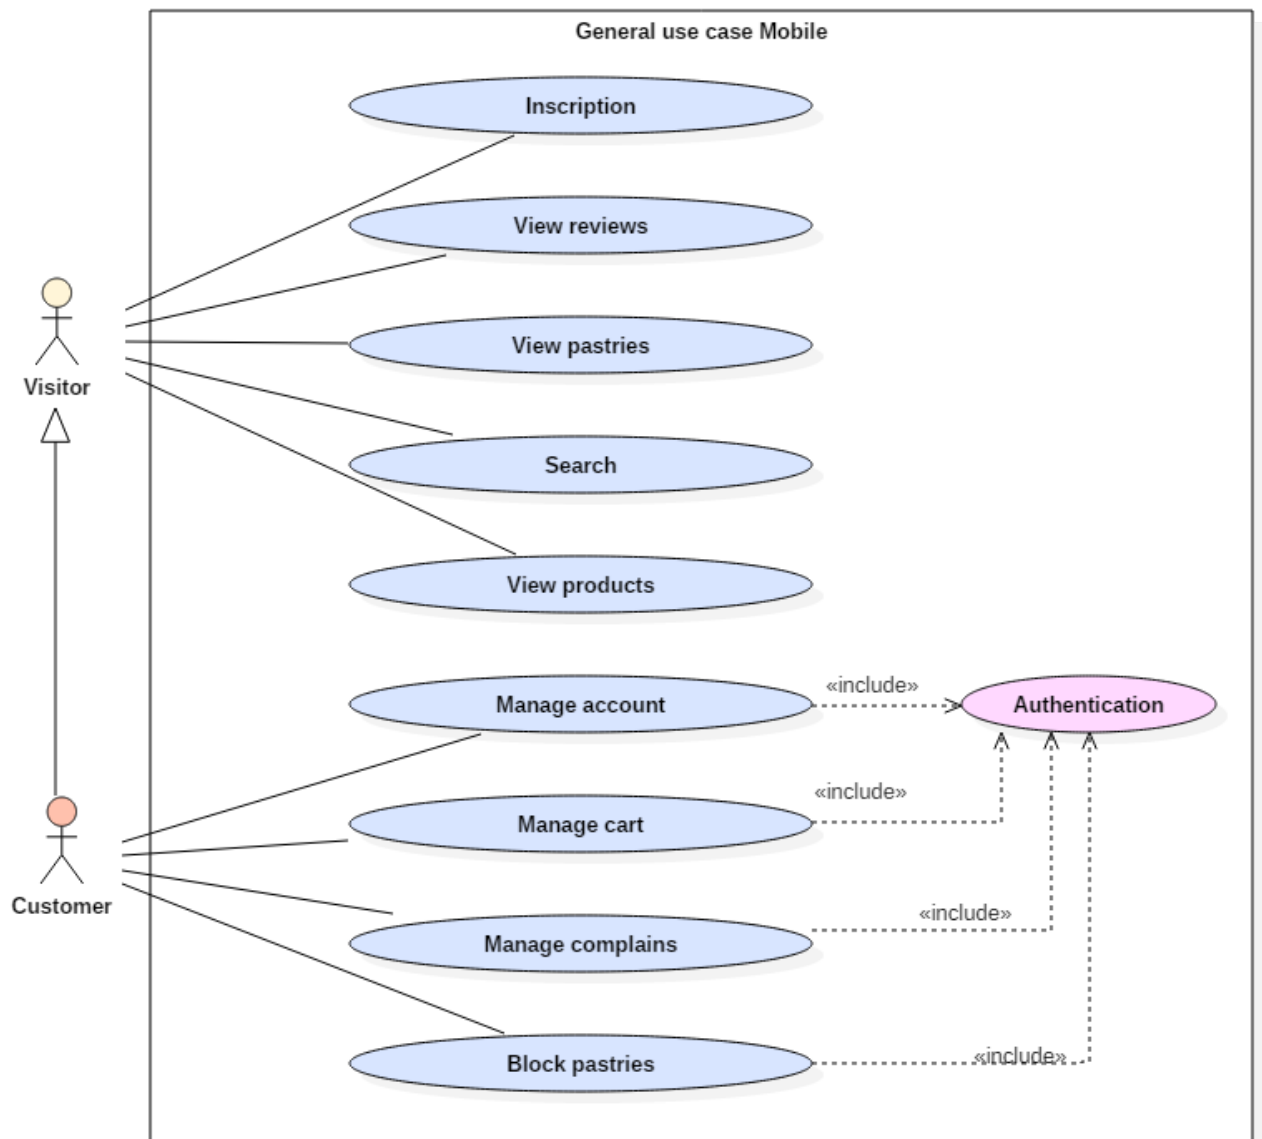 General use case Mobile
Inscription
View reviews
View pastries
Visitor
Search
View products
Manage account
«include»
Authentication
Manage cart
«include»
Customer
Manage complains
«include»
Block pastries
«include»